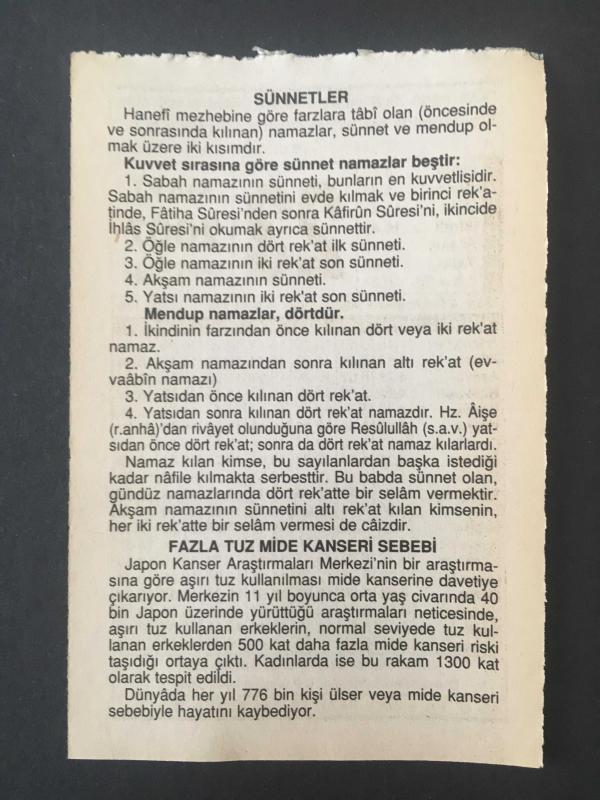 SÜNNETLER
Hanefî mezhebine göre farzlara tâbî olan (öncesinde
ve sonrasında kılınan) namazlar, sünnet ve mendup ol-
mak üzere iki kısımdır.
Kuvvet sırasına göre sünnet namazlar beştir:
1. Sabah namazının sünneti, bunların en kuvvetlisidir.
Sabah namazının sünnetini evde kılmak ve birinci rek'a-
tinde, Fâtiha Sûresi'nden sonra Kâfirûn Sûresi'ni, ikincide
İhlâs Sûresi'ni okumak ayrıca sünnettir.
2. Öğle namazının dört rek'at ilk sünneti.
3. Öğle namazının iki rek'at son sünneti.
4. Akşam namazının sünneti.
5. Yatsı namazının iki rek'at son sünneti.
Mendup namazlar, dörtdür.
1. İkindinin farzından önce kılınan dört veya iki rek'at
namaz.
2. Akşam namazından sonra kılınan altı rek'at (ev-
vaâbîn namazı)
3. Yatsıdan önce kılınan dört rek'at.
4. Yatsıdan sonra kılınan dört rek'at namazdır. Hz. Âişe
(r.anhâ)'dan rivâyet olunduğuna göre Resûlullâh (s.a.v.) yat-
sıdan önce dört rek'at; sonra da dört rek'at namaz kılarlardı.
Namaz kılan kimse, bu sayılanlardan başka istediği
kadar nâfile kılmakta serbesttir. Bu babda sünnet olan,
gündüz namazlarında dört rek'atte bir selâm vermektir.
Akşam namazının sünnetini altı rek'at kılan kimsenin,
her iki rek'atte bir selâm vermesi de câizdir.
FAZLA TUZ MİDE KANSERİ SEBEBİ
Japon Kanser Araştırmaları Merkezi'nin bir araştırma-
sına göre aşırı tuz kullanılması mide kanserine davetiye
çıkarıyor. Merkezin 11 yıl boyunca orta yaş civarında 40
bin Japon üzerinde yürüttüğü araştırmaları neticesinde,
aşırı tuz kullanan erkeklerin, normal seviyede tuz kul-
lanan erkeklerden 500 kat daha fazla mide kanseri riski
taşıdığı ortaya çıktı. Kadınlarda ise bu rakam 1300 kat
olarak tespit edildi.
Dünyâda her yıl 776 bin kişi ülser veya mide kanseri
sebebiyle hayatını kaybediyor.